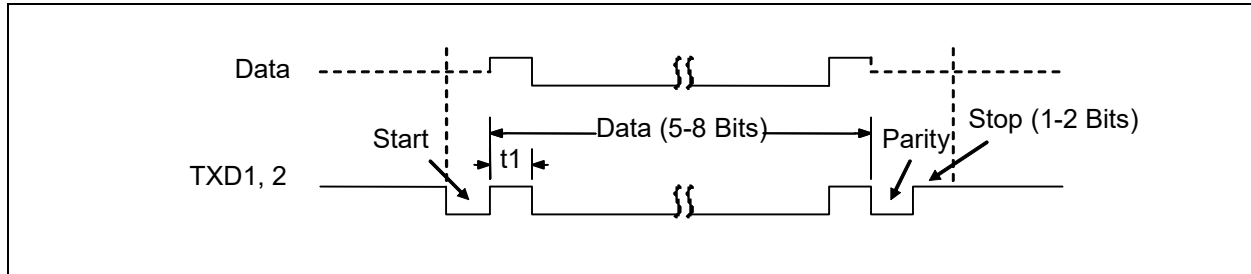 Data
Data (5-8 Bits)
Stop (1-2 Bits)
Start
Parity
t1
TXD1, 2